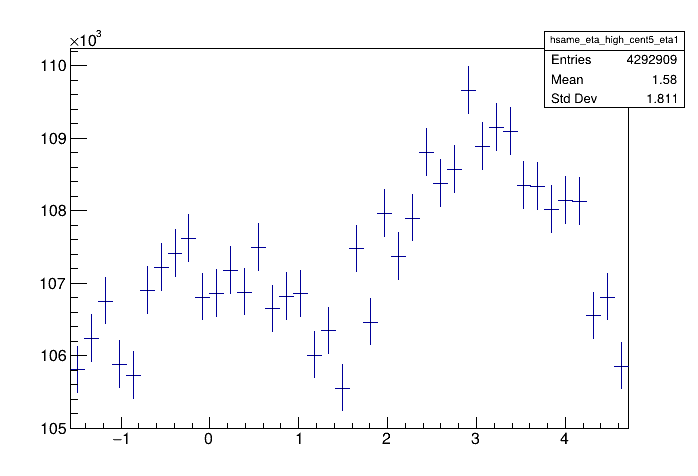 ×10³
hsame_eta_high_cent5_eta1
Entries 4292909
Mean 1.58
Std Dev 1.811
110
109
108
107
106
105
−1 0 1 2 3 4